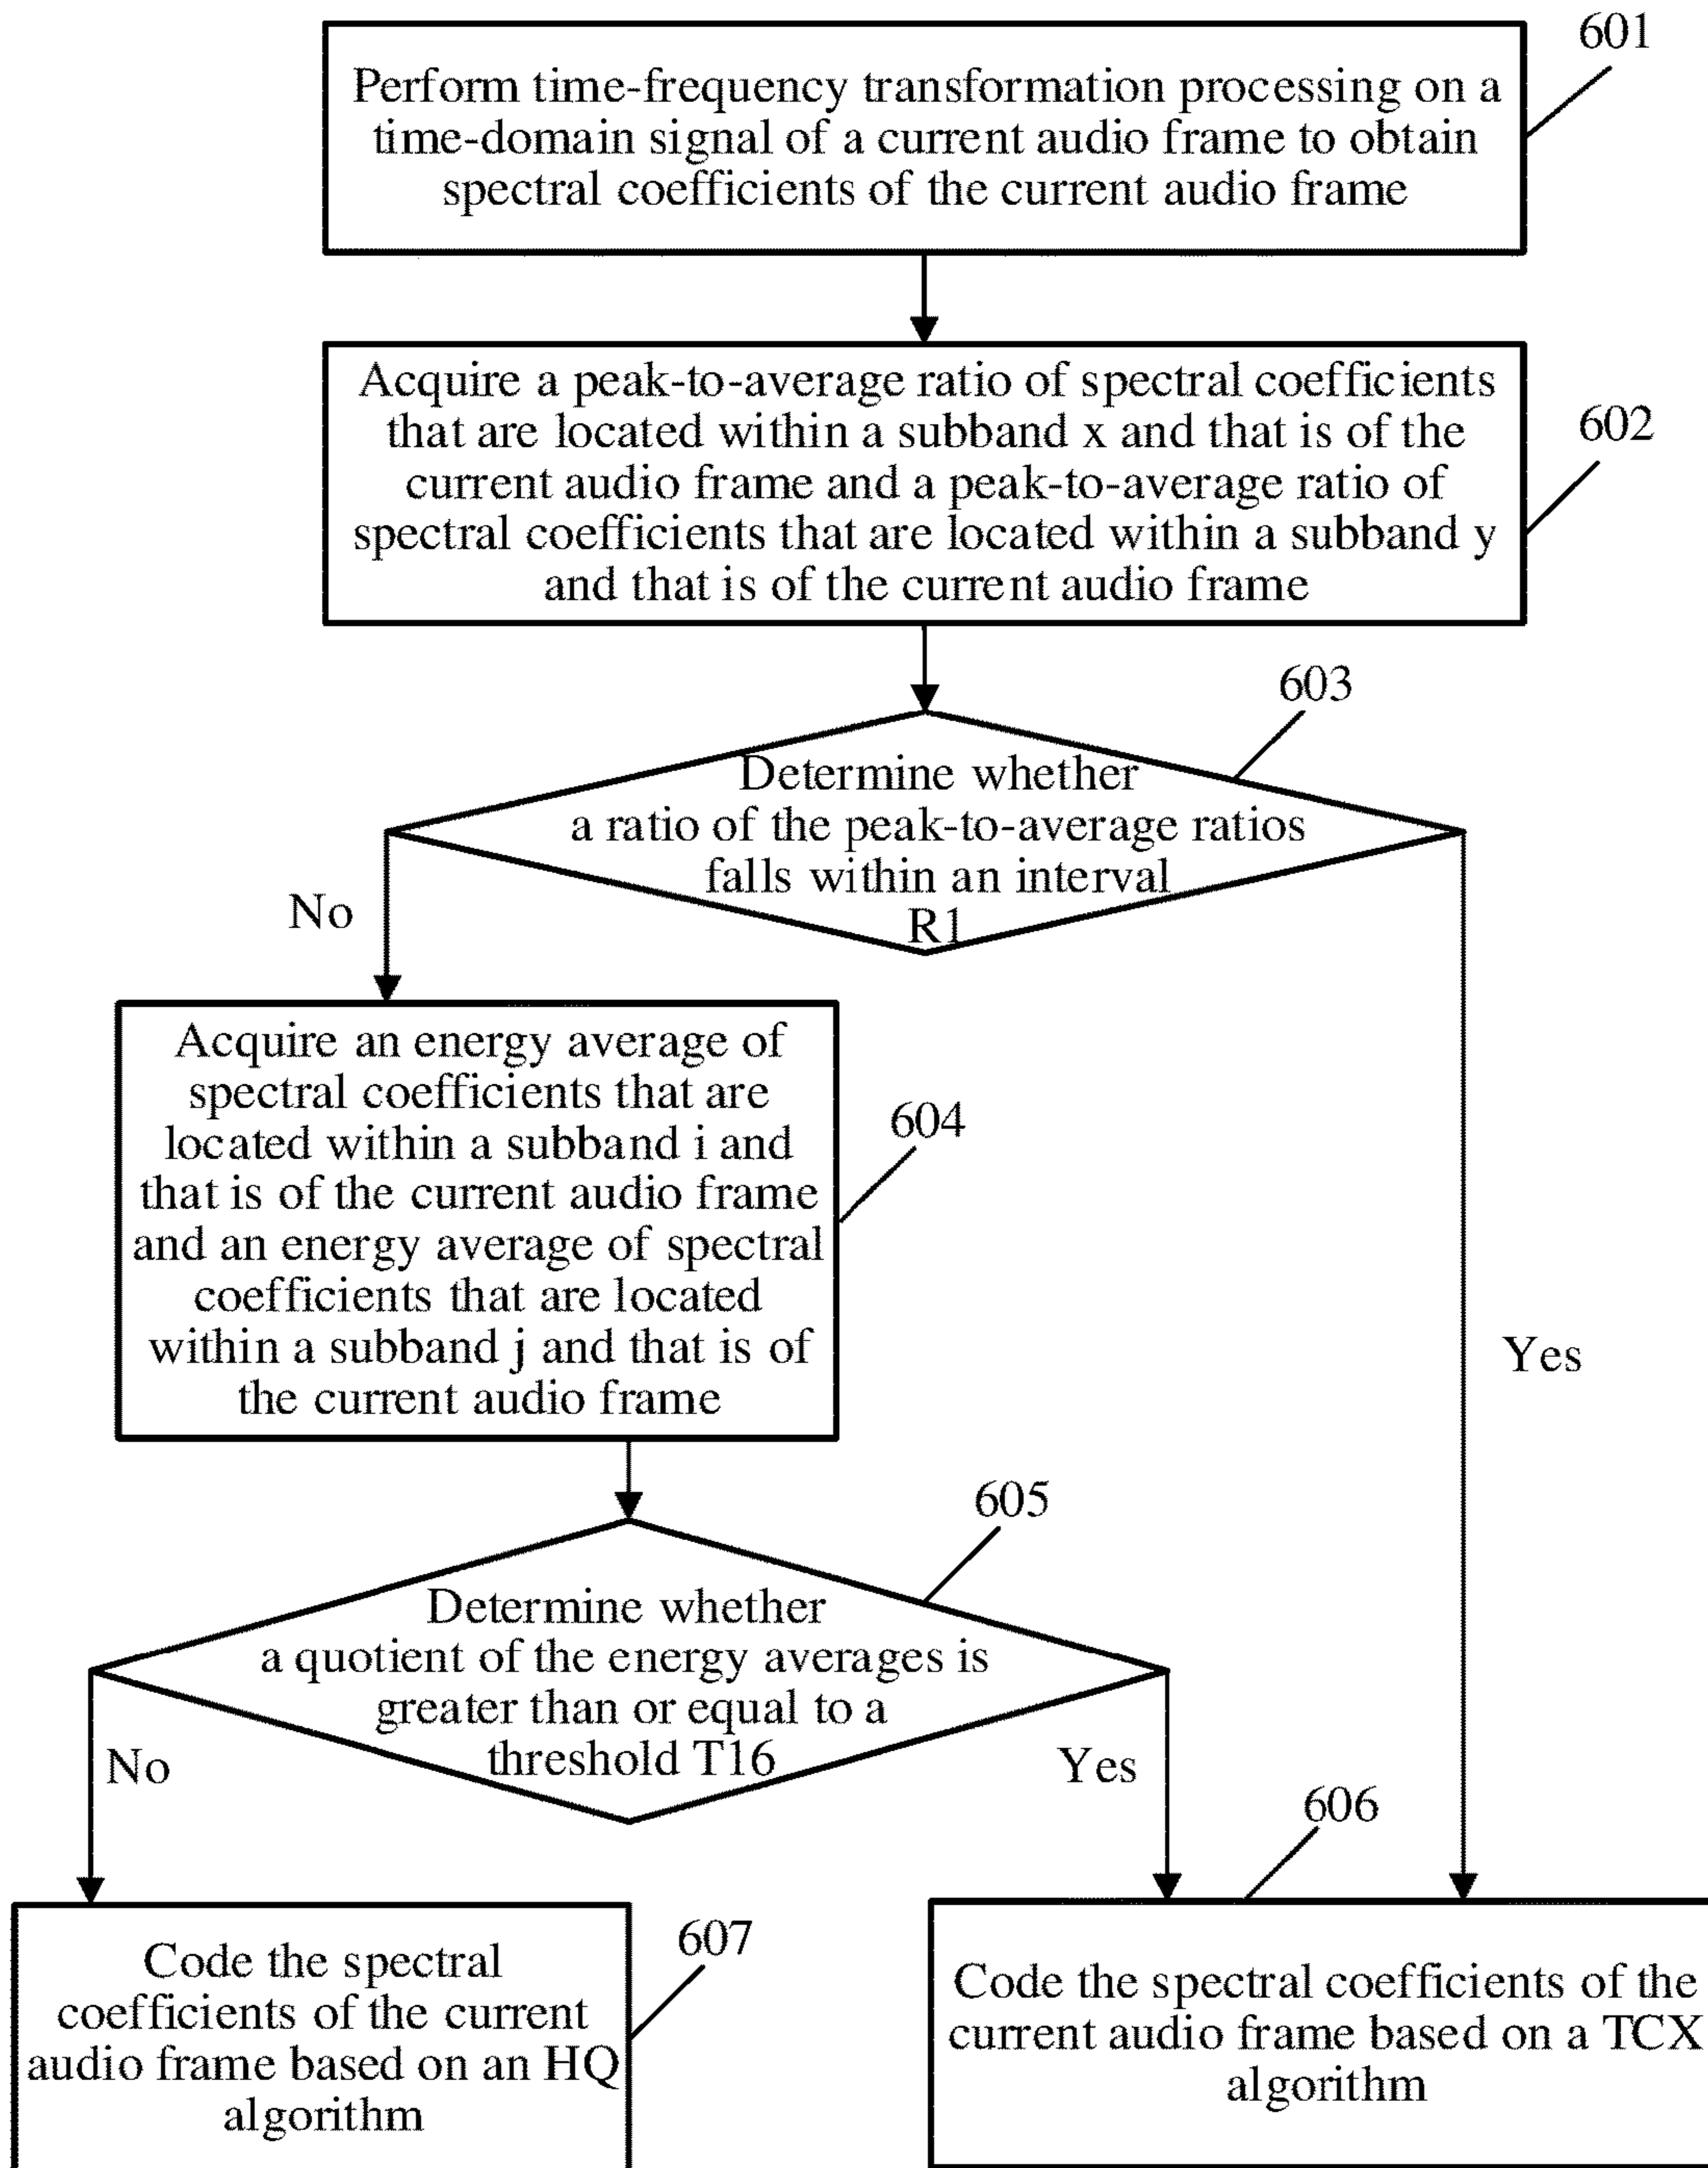 601
Perform time-frequency transformation processing on a
time-domain signal of a current audio frame to obtain
spectral coefficients of the current audio frame
Acquire a peak-to-average ratio of spectral coefficients
that are located within a subband x and that is of the
current audio frame and a peak-to-average ratio of
spectral coefficients that are located within a subband y
and that is of the current audio frame
602
603
Determine whether
a ratio of the peak-to-average ratios
falls within an interval
R1
No
Yes
Acquire an energy average of
spectral coefficients that are
located within a subband i and
that is of the current audio frame
and an energy average of spectral
coefficients that are located
within a subband j and that is of
the current audio frame
604
605
Determine whether
a quotient of the energy averages is
greater than or equal to a
threshold T16
No
Yes
606
607
Code the spectral
coefficients of the current
audio frame based on an HQ
algorithm
Code the spectral coefficients of the
current audio frame based on a TCX
algorithm